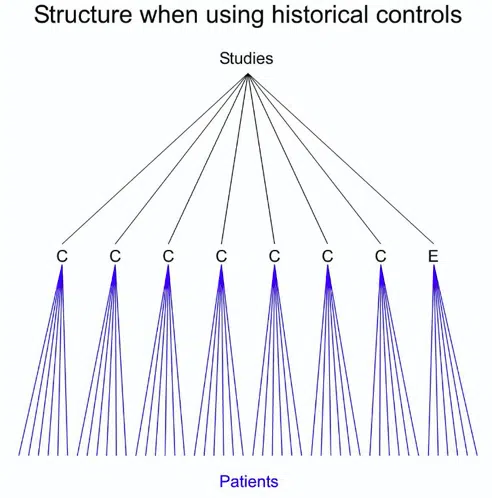 Structure when using historical controls
Studies
C C C C C C C E
Patients